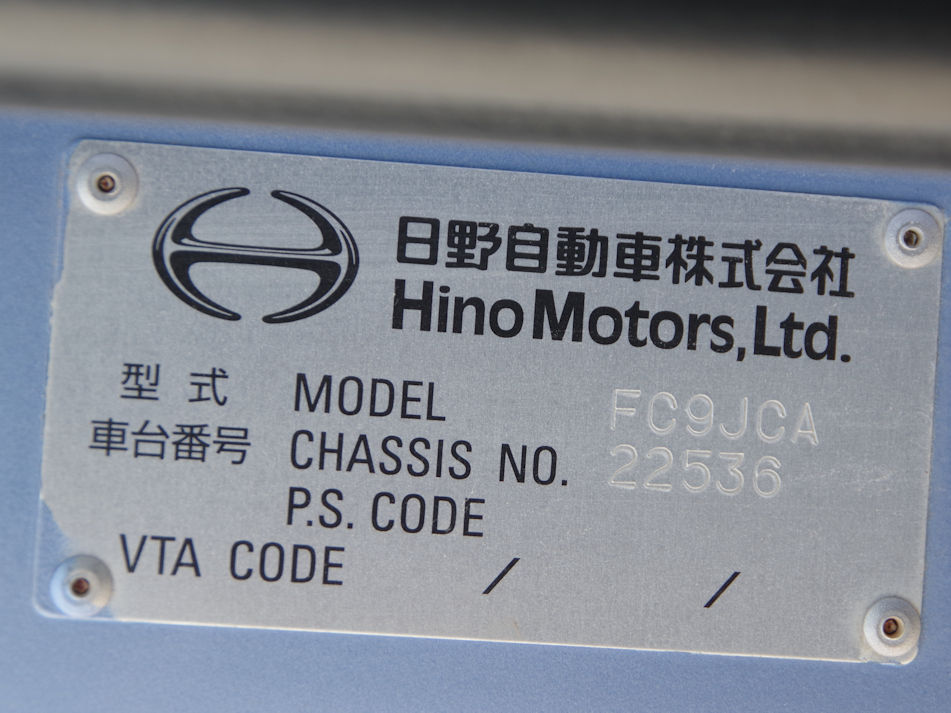 日野自動車株式会社
Hino Motors, Ltd.
型式 MODEL FC9JCA
車台番号 CHASSIS NO. 22536
P.S. CODE
VTA CODE / /